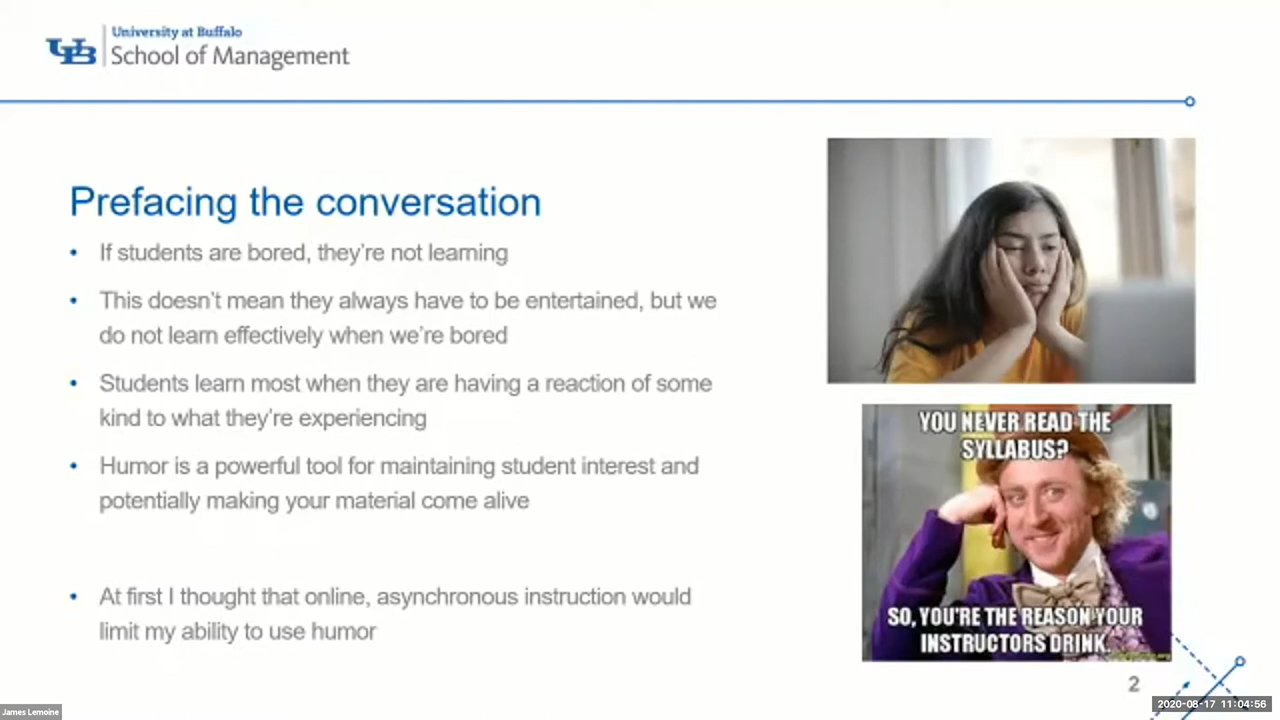 University at Buffalo
UB
School of Management
Prefacing the conversation
• If students are bored, they're not learning
• This doesn't mean they always have to be entertained, but we
do not learn effectively when we're bored
• Students learn most when they are having a reaction of some
kind to what they're experiencing
• Humor is a powerful tool for maintaining student interest and
potentially making your material come alive
• At first I thought that online, asynchronous instruction would
limit my ability to use humor
YOU NEVER READ THE
SYLLABUS?
SO, YOU'RE THE REASON YOUR
INSTRUCTORS DRINK.
2
James Lemoine
2020-08-17 11:04:56